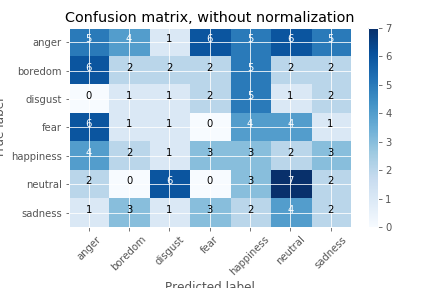 Confusion matrix, without normalization
anger 5 4 1 6 5 6 5
boredom 6 2 2 2 5 2 2
disgust 0 1 1 2 5 1 2
fear 6 1 1 0 4 4 1
happiness 4 2 1 3 3 2 3
neutral 2 0 6 0 3 7 2
sadness 1 3 1 3 2 4 2
anger boredom disgust fear happiness neutral sadness
Predicted label
True label
7
6
5
4
3
2
1
0